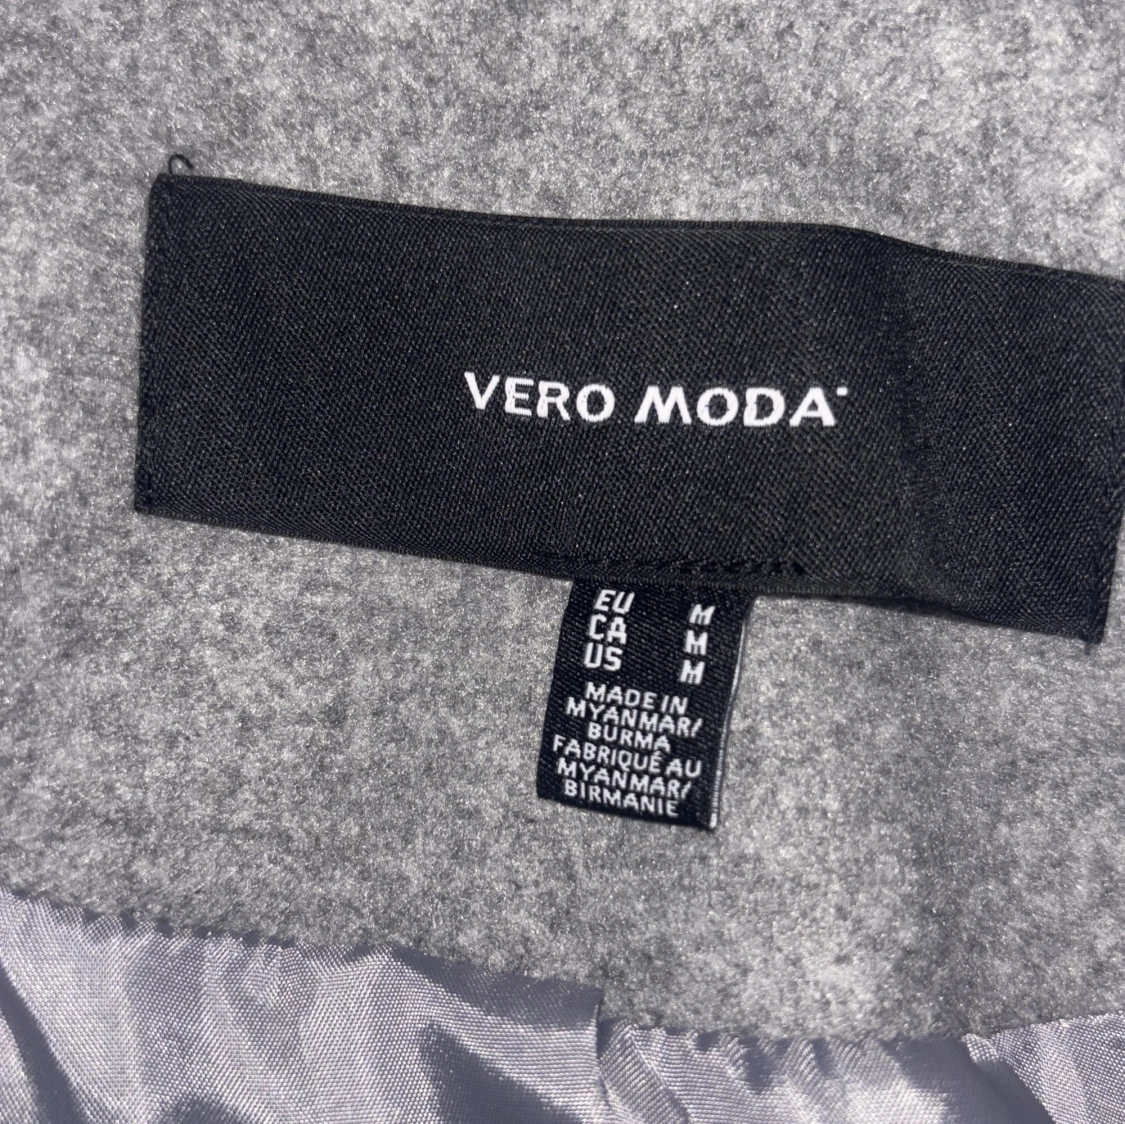 VERO MODA
EU M
CA M
US M
MADE IN
MYANMAR/
BURMA
FABRIQUÉ AU
MYANMAR/
BIRMANIE